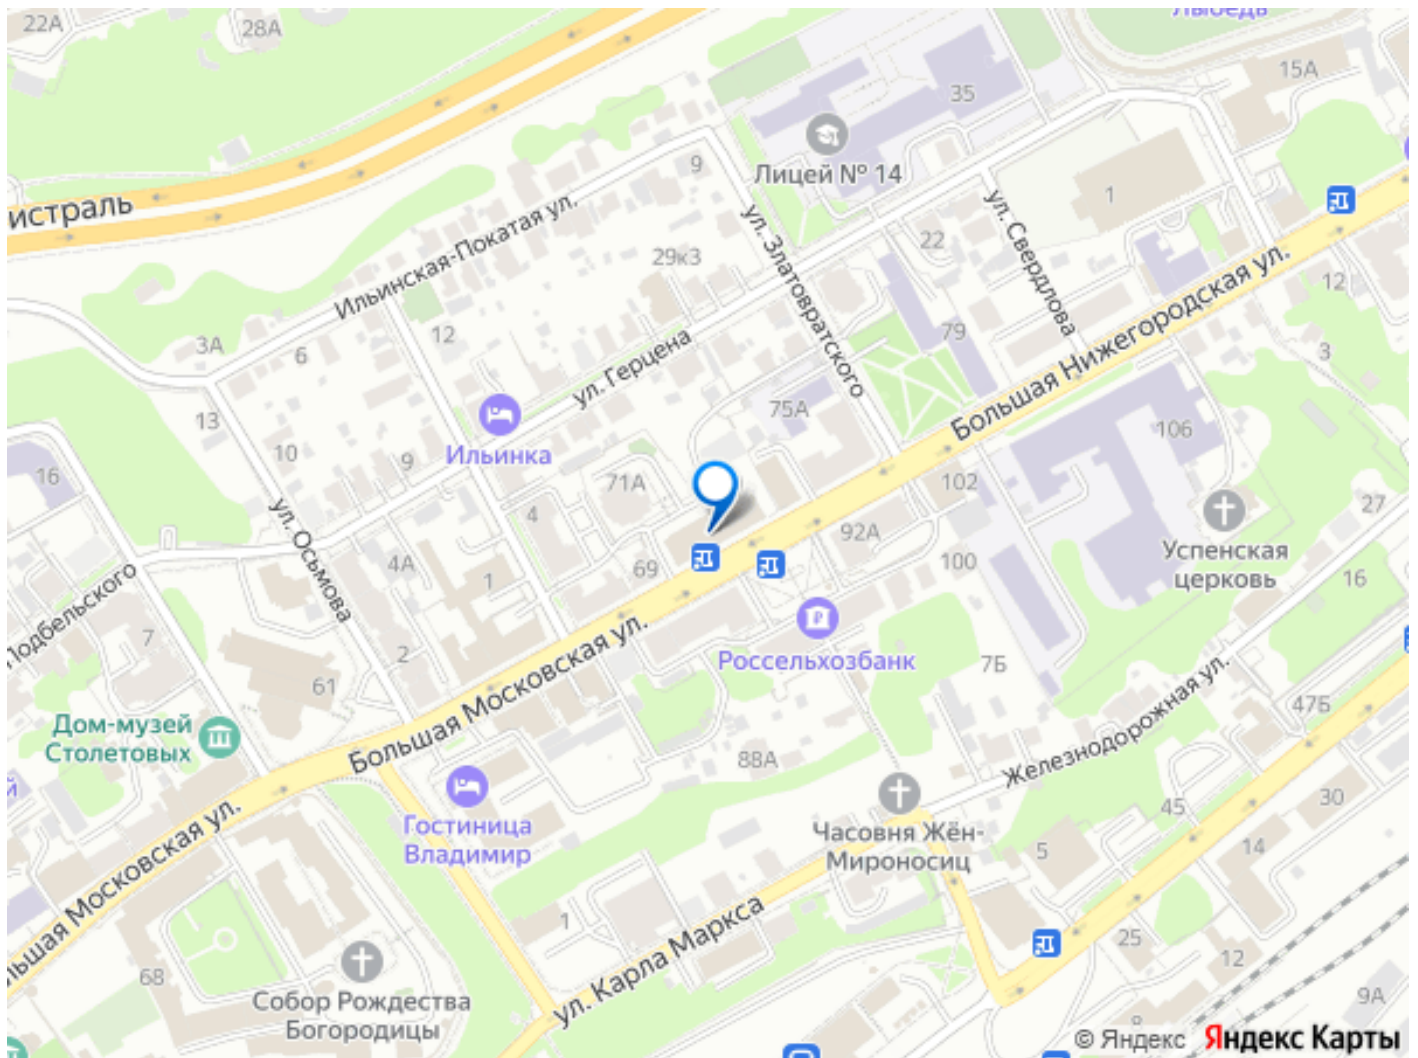 22А
28А
Лыбедь
15А
35
1
Лицей № 14
9
истраль
Ильинская-Покатая ул.
ул. Златовратского
ул. Свердлова
22
29к3
12
Большая Нижегородская ул.
12
3А
6
ул. Герцена
79
3
13
75А
106
10
9
Ильинка
16
71А
102
27
ул. Осьмова
4
92А
Успенская
церковь
4А
1
69
100
16
Подбельского
7
2
Россельхозбанк
7Б
61
Большая Московская ул.
Железнодорожная ул.
47Б
Дом-музей
Столетовых
88А
й
Гостиница
Владимир
Часовня Жён-
Мироносиц
45
30
5
14
льшая Московская ул.
1
ул. Карла Маркса
25
12
68
Собор Рождества
Богородицы
9А
© Яндекс Яндекс Карты